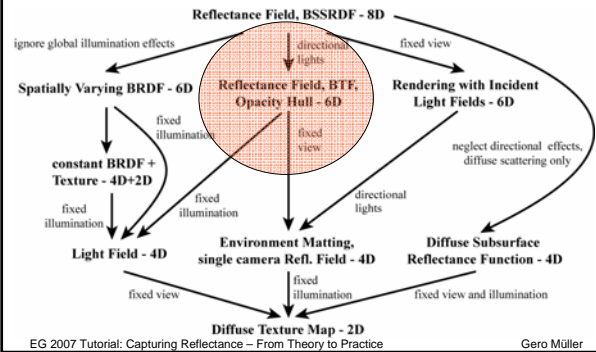 Reflectance Field, BSSRDF - 8D
ignore global illumination effects
directional
lights
fixed view
Spatially Varying BRDF - 6D
Reflectance Field, BTF,
Opacity Hull - 6D
Rendering with Incident
Light Fields - 6D
fixed
illumination
fixed
view
neglect directional effects,
diffuse scattering only
constant BRDF +
Texture - 4D+2D
fixed
illumination
fixed
illumination
directional
lights
Light Field - 4D
Environment Matting,
single camera Refl. Field - 4D
Diffuse Subsurface
Reflectance Function - 4D
fixed view
fixed
illumination
fixed view and illumination
Diffuse Texture Map - 2D
EG 2007 Tutorial: Capturing Reflectance – From Theory to Practice
Gero Müller